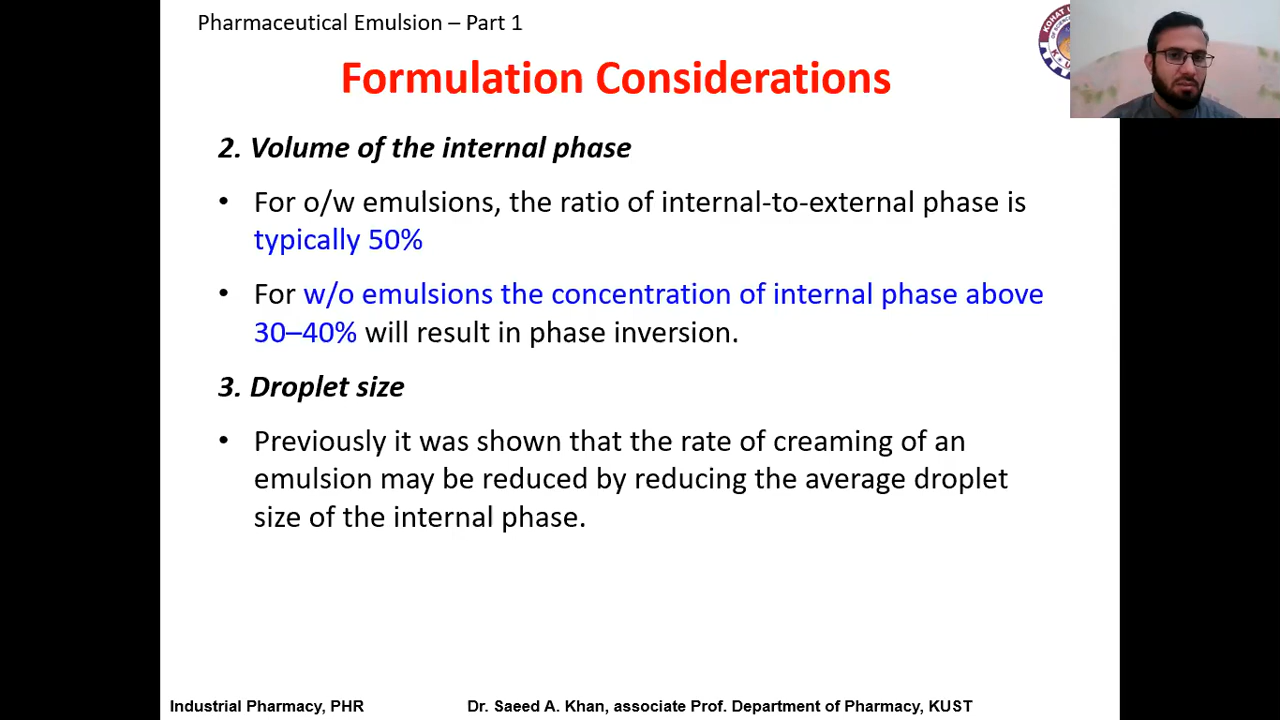 Pharmaceutical Emulsion – Part 1
Formulation Considerations
2. Volume of the internal phase
• For o/w emulsions, the ratio of internal-to-external phase is
typically 50%
• For w/o emulsions the concentration of internal phase above
30–40% will result in phase inversion.
3. Droplet size
• Previously it was shown that the rate of creaming of an
emulsion may be reduced by reducing the average droplet
size of the internal phase.
Industrial Pharmacy, PHR
Dr. Saeed A. Khan, associate Prof. Department of Pharmacy, KUST